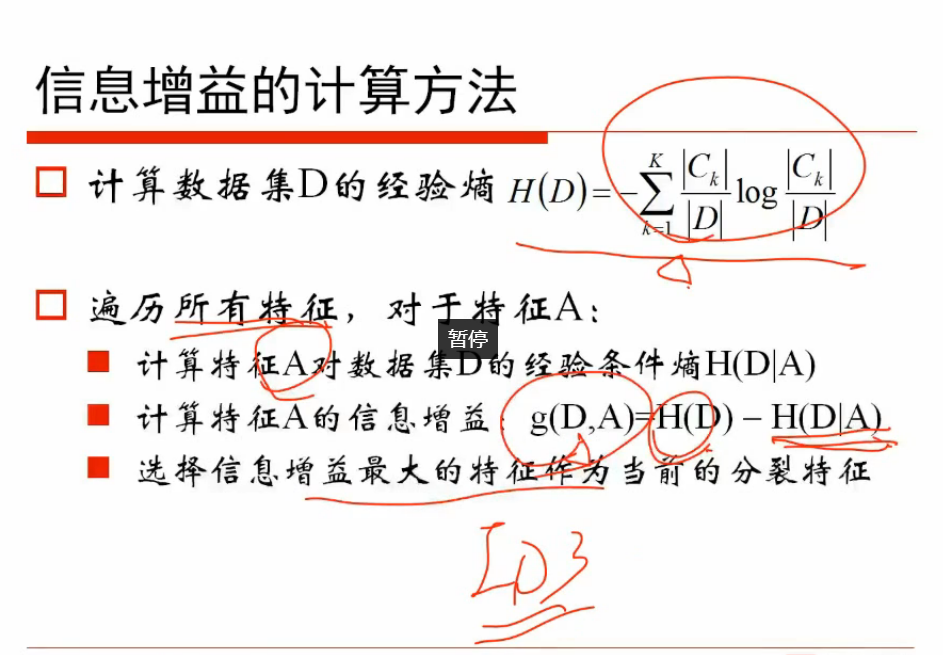 信息增益的计算方法
计算数据集D的经验熵 H(D)=-∑_{k=1}^{K} |C_k|/|D| log |C_k|/|D|
遍历所有特征，对于特征A：
暂停
计算特征A对数据集D的经验条件熵H(D|A)
计算特征A的信息增益：g(D,A)=H(D) – H(D|A)
选择信息增益最大的特征作为当前的分裂特征
ID3